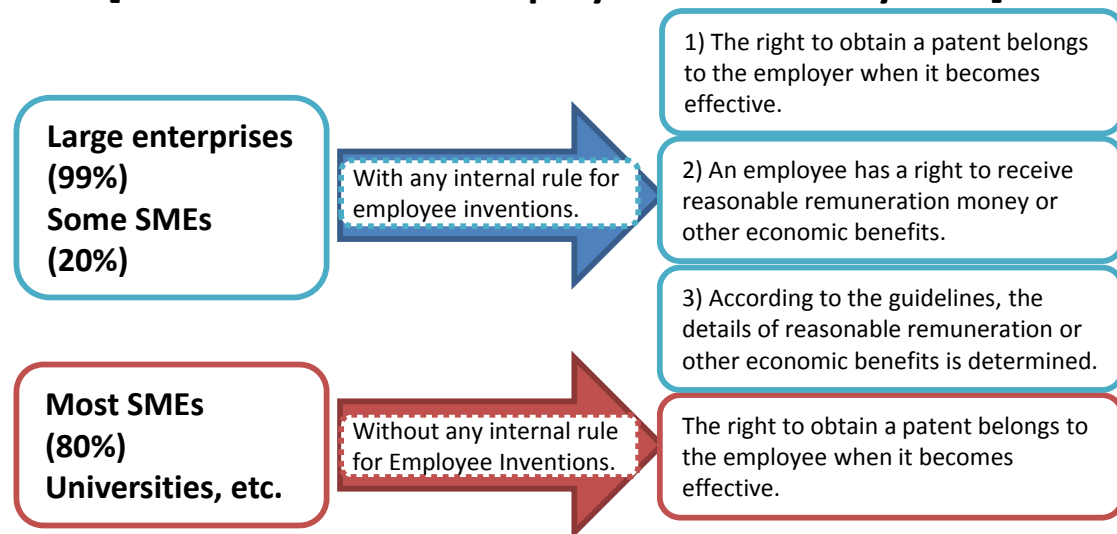 Large enterprises
(99%)
Some SMEs
(20%)
With any internal rule for
employee inventions.
1) The right to obtain a patent belongs
to the employer when it becomes
effective.
2) An employee has a right to receive
reasonable remuneration money or
other economic benefits.
3) According to the guidelines, the
details of reasonable remuneration or
other economic benefits is determined.
Most SMEs
(80%)
Universities, etc.
Without any internal rule
for Employee Inventions.
The right to obtain a patent belongs to
the employee when it becomes
effective.